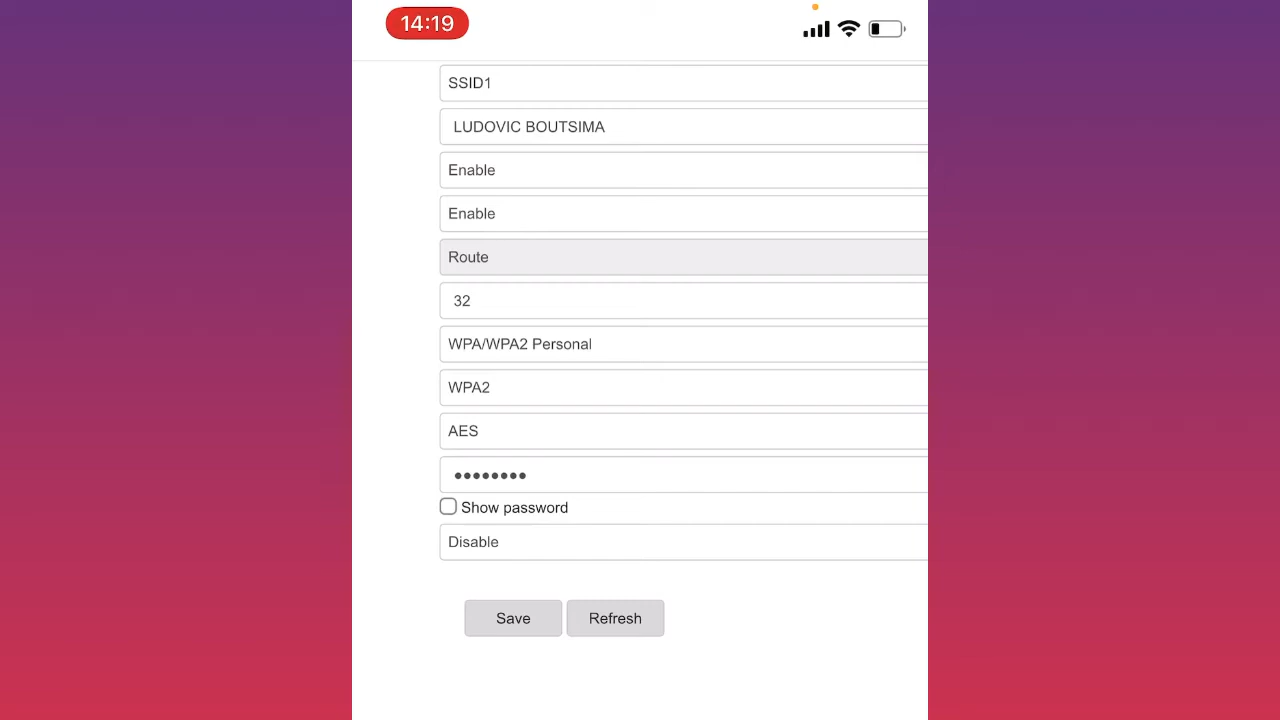 14:19
SSID1
LUDOVIC BOUTSIMA
Enable
Enable
Route
32
WPA/WPA2 Personal
WPA2
AES
••••••••
Show password
Disable
Save Refresh